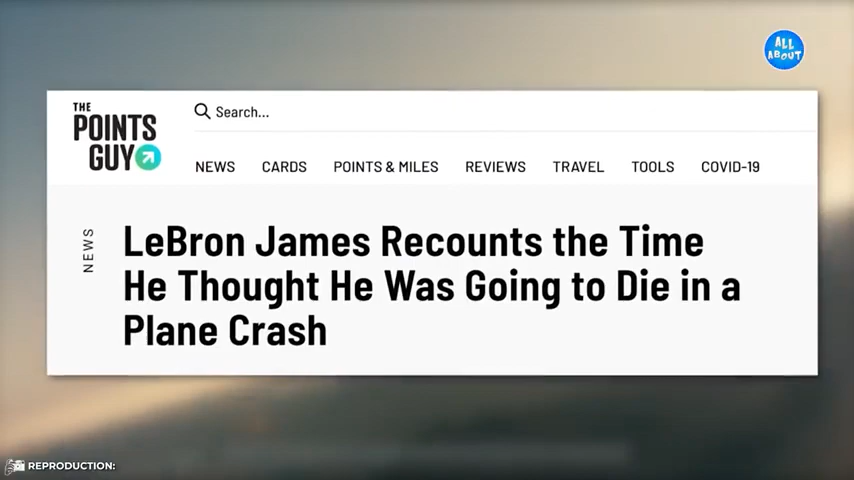 ALL
ABOUT
THE
POINTS
GUY
Search...
NEWS CARDS POINTS & MILES REVIEWS TRAVEL TOOLS COVID-19
NEWS
LeBron James Recounts the Time
He Thought He Was Going to Die in a
Plane Crash
REPRODUCTION: